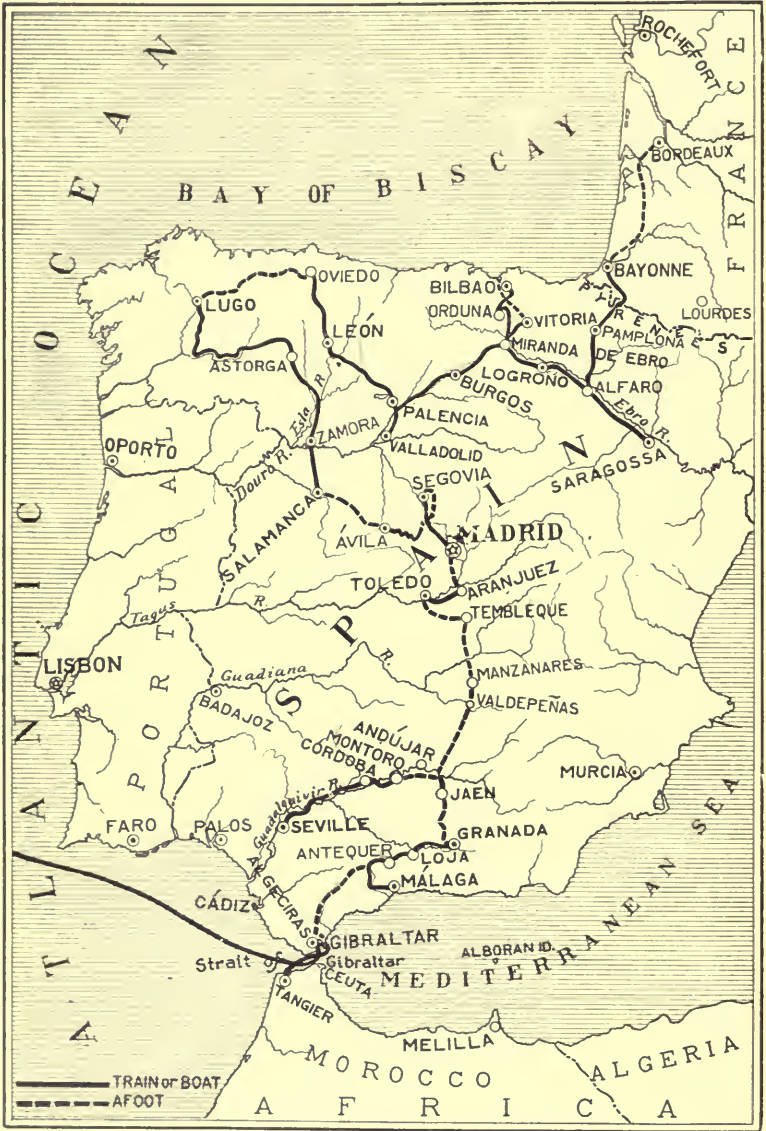 ROCHEFORT
FRANCE
BORDEAUX
BAY OF BISCAY
ATLANTIC OCEAN
BAYONNE
PYRENEES
LOURDES
OVIEDO
BILBAO
LUGO
ORDUNA
VITORIA
LEÓN
PAMPLONA
MIRANDA
DE EBRO
ASTORGA
LOGROÑO
BURGOS
ALFARO
Esla R.
Ebro R.
PALENCIA
ZAMORA
OPORTO
VALLADOLID
SARAGOSSA
Douro R.
SEGOVIA
SALAMANCA
ÁVILA
MADRID
SPAIN
PORTUGAL
TOLEDO
ARANJUEZ
Tagus R.
TEMBLEQUE
LISBON
MANZANARES
Guadiana R.
BADAJOZ
VALDEPEÑAS
ANDÚJAR
MONTORO
CÓRDOBA
MURCIA
Guadalquivir R.
JAEN
SEVILLE
FARO
PALOS
GRANADA
ANTEQUER
LOJA
MÁLAGA
ALGECIRAS
CÁDIZ
GIBRALTAR
ALBORAN ID.
Strait of Gibraltar
MEDITERRANEAN SEA
CEUTA
TANGIER
MELILLA
MOROCCO
ALGERIA
TRAIN or BOAT
AFOOT
AFRICA